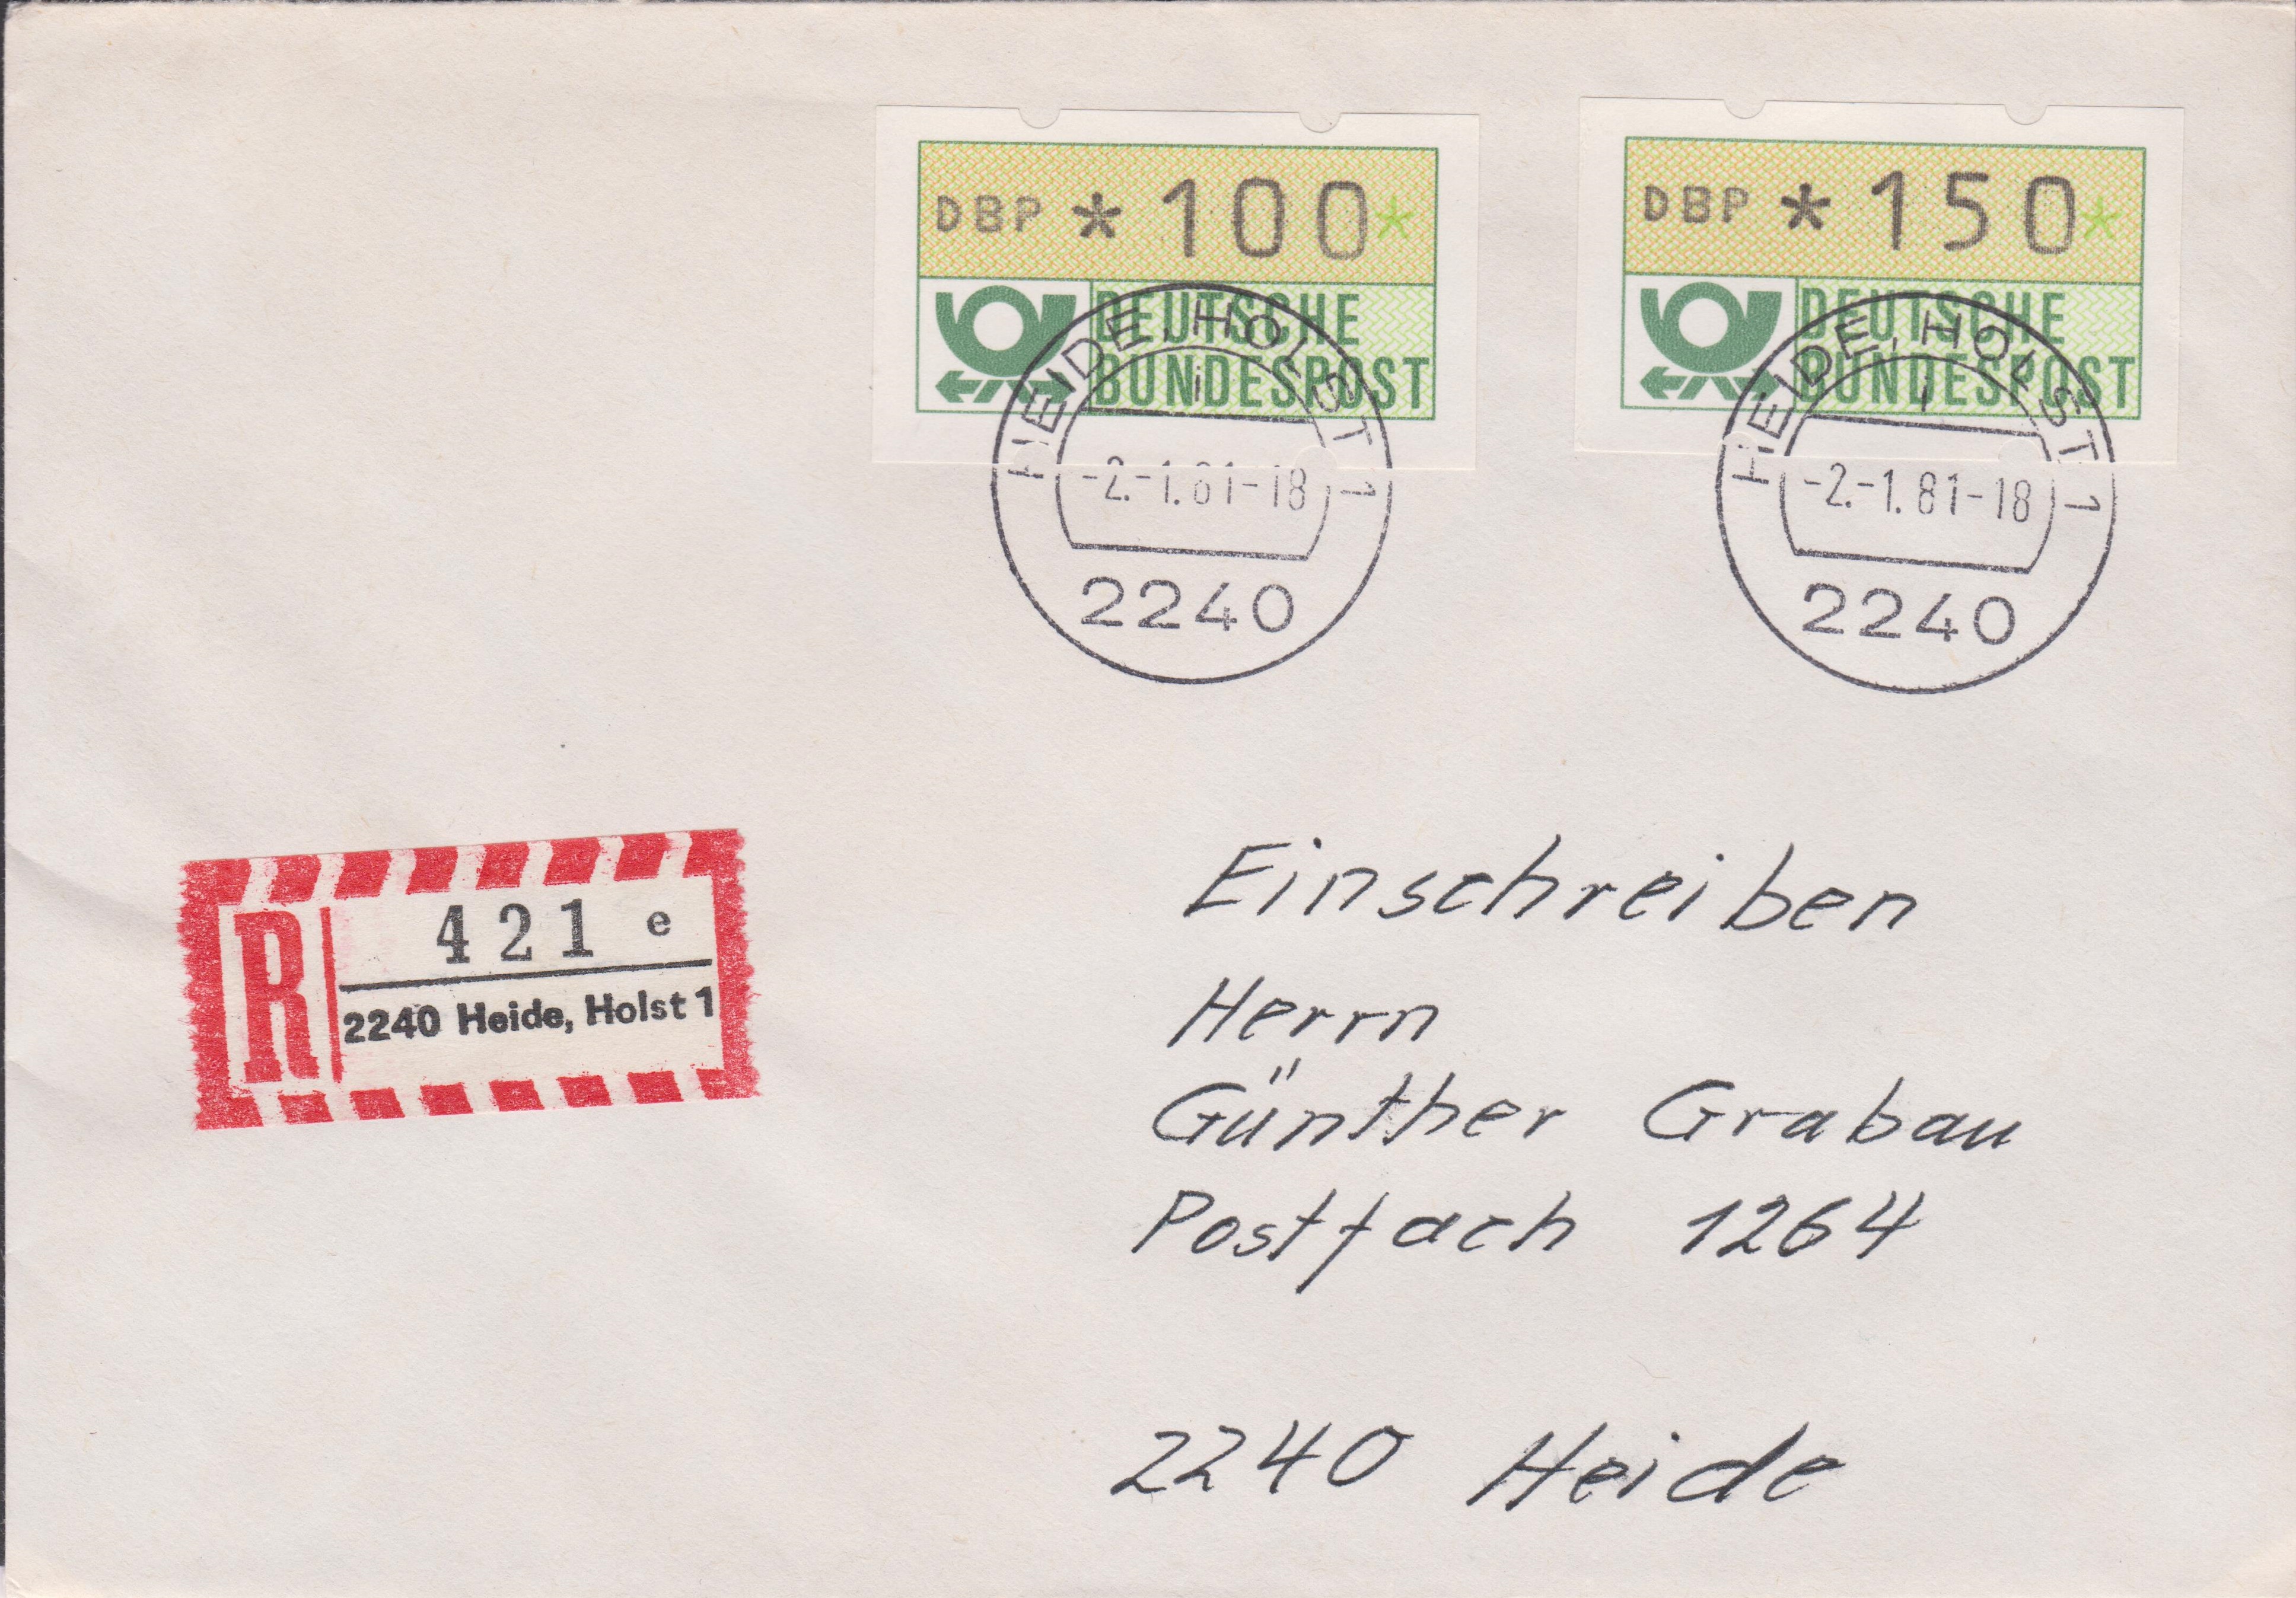 DBP *100*
DEUTSCHE
BUNDESPOST
DBP *150*
DEUTSCHE
BUNDESPOST
HEIDE, HOLST 1
i
-2.-1.81-18
2240
HEIDE, HOLST 1
i
-2.-1.81-18
2240
R
421 e
2240 Heide, Holst 1
Einschreiben
Herrn
Günther Grabau
Postfach 1264
2240 Heide